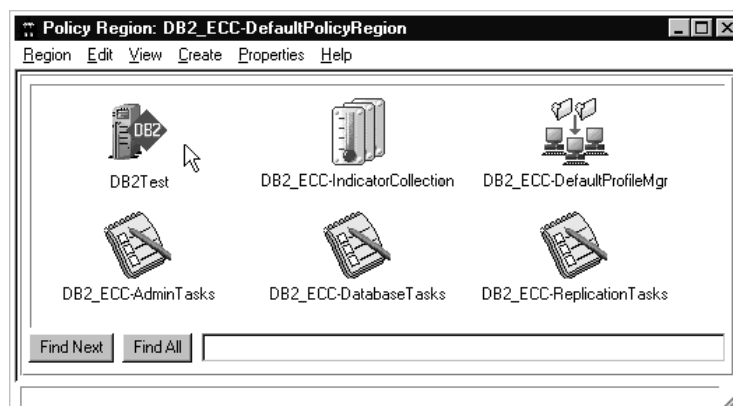 Policy Region: DB2_ECC-DefaultPolicyRegion
Region Edit View Create Properties Help
DB2
DB2Test DB2_ECC-IndicatorCollection DB2_ECC-DefaultProfileMgr
DB2_ECC-AdminTasks DB2_ECC-DatabaseTasks DB2_ECC-ReplicationTasks
Find Next Find All